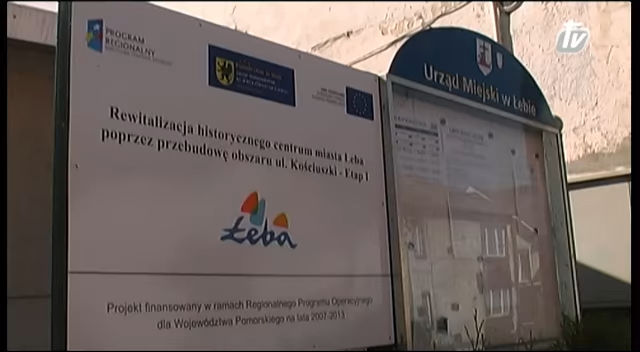 PROGRAM
REGIONALNY
Rewitalizacja historycznego centrum miasta Łeba
poprzez przebudowę obszaru ul. Kościuszki - Etap I
Łeba
Projekt finansowany w ramach Regionalnego Programu Operacyjnego
dla Województwa Pomorskiego na lata 2007-2013
Urząd Miejski w Łebie
tv